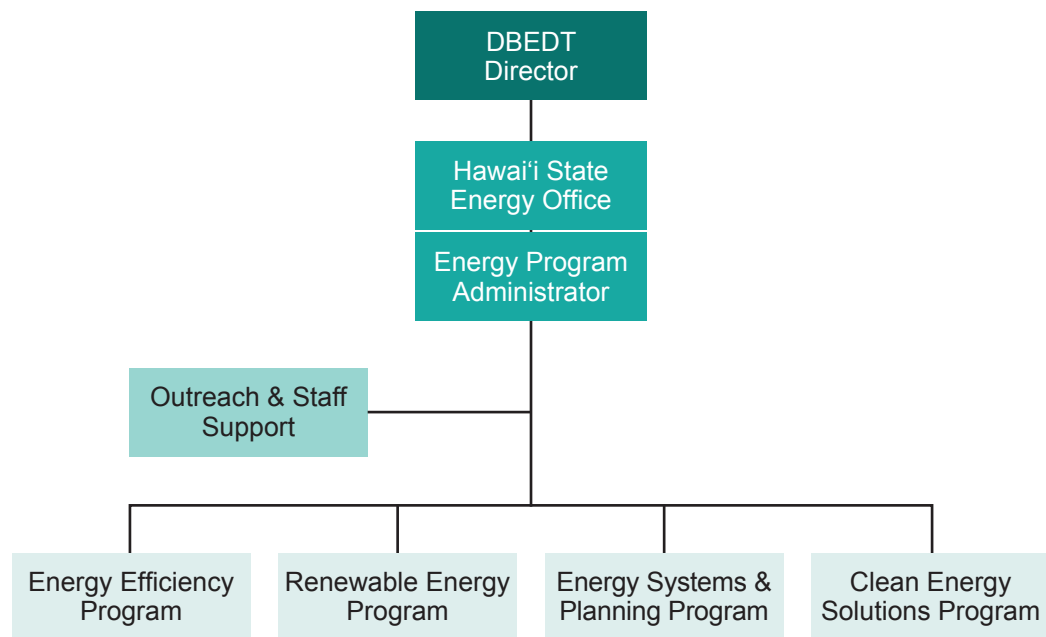 DBEDT
Director
Hawai‘i State
Energy Office
Energy Program
Administrator
Outreach & Staff
Support
Energy Efficiency
Program
Renewable Energy
Program
Energy Systems &
Planning Program
Clean Energy
Solutions Program